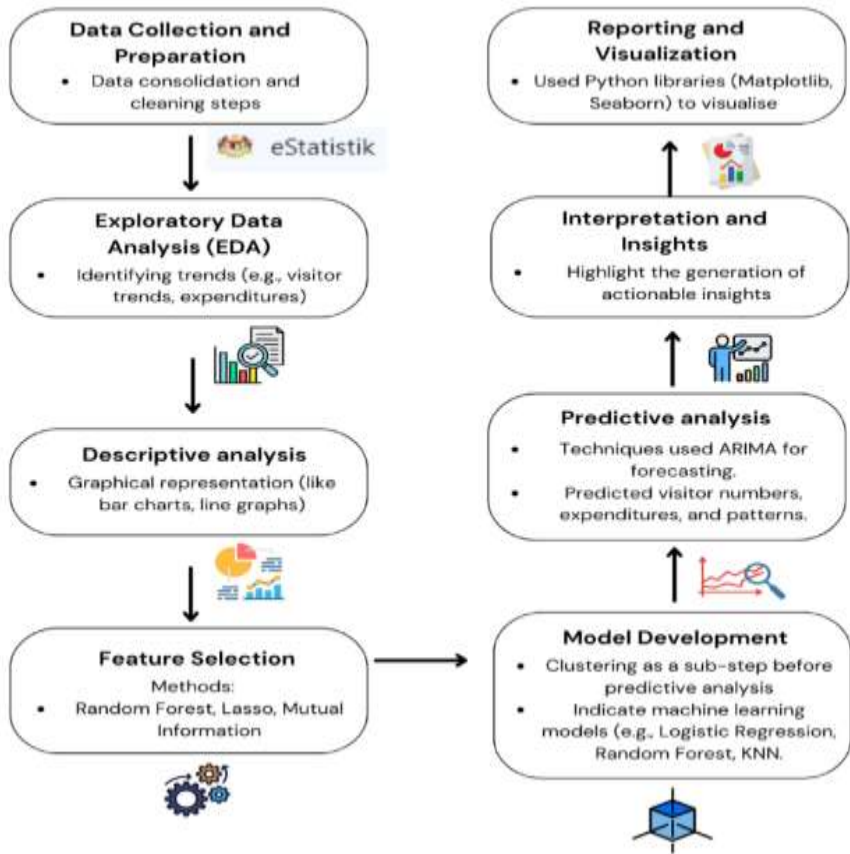 Data Collection and
Preparation
• Data consolidation and
cleaning steps
eStatistik
Exploratory Data
Analysis (EDA)
• Identifying trends (e.g., visitor
trends, expenditures)
Descriptive analysis
• Graphical representation (like
bar charts, line graphs)
Feature Selection
Methods:
• Random Forest, Lasso, Mutual
Information
Model Development
• Clustering as a sub-step before
predictive analysis
• Indicate machine learning
models (e.g., Logistic Regression,
Random Forest, KNN.
Predictive analysis
• Techniques used ARIMA for
forecasting.
• Predicted visitor numbers,
expenditures, and patterns.
Interpretation and
Insights
• Highlight the generation of
actionable insights
Reporting and
Visualization
• Used Python libraries (Matplotlib,
Seaborn) to visualise